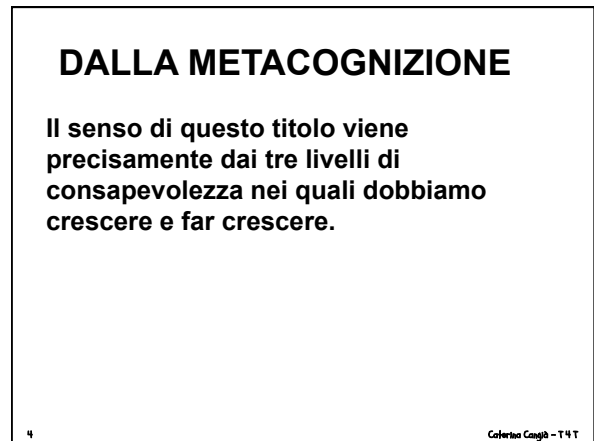 DALLA METACOGNIZIONE
Il senso di questo titolo viene
precisamente dai tre livelli di
consapevolezza nei quali dobbiamo
crescere e far crescere.
4
Caterina Cangià – T 4 T